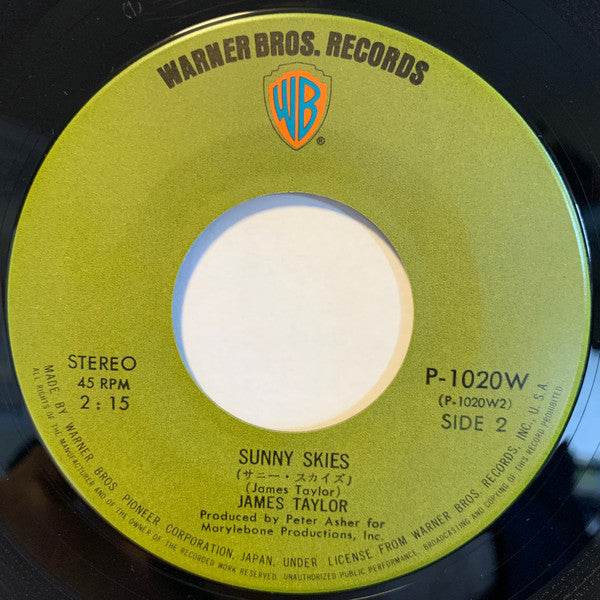 WARNER BROS. RECORDS
WB
®
STEREO
45 RPM
2 : 15
P-1020W
(P-1020W2)
SIDE 2
SUNNY SKIES
(サニー・スカイズ)
(James Taylor)
JAMES TAYLOR
Produced by Peter Asher for
Marylebone Productions, Inc.
MADE BY WARNER BROS. PIONEER CORPORATION, JAPAN, UNDER LICENSE FROM WARNER BROS. RECORDS, INC., U.S.A.
ALL RIGHTS OF THE MANUFACTURER AND OF THE OWNER OF THE RECORDED WORK RESERVED. UNAUTHORIZED PUBLIC PERFORMANCE, BROADCASTING AND COPYING OF THIS RECORD PROHIBITED.